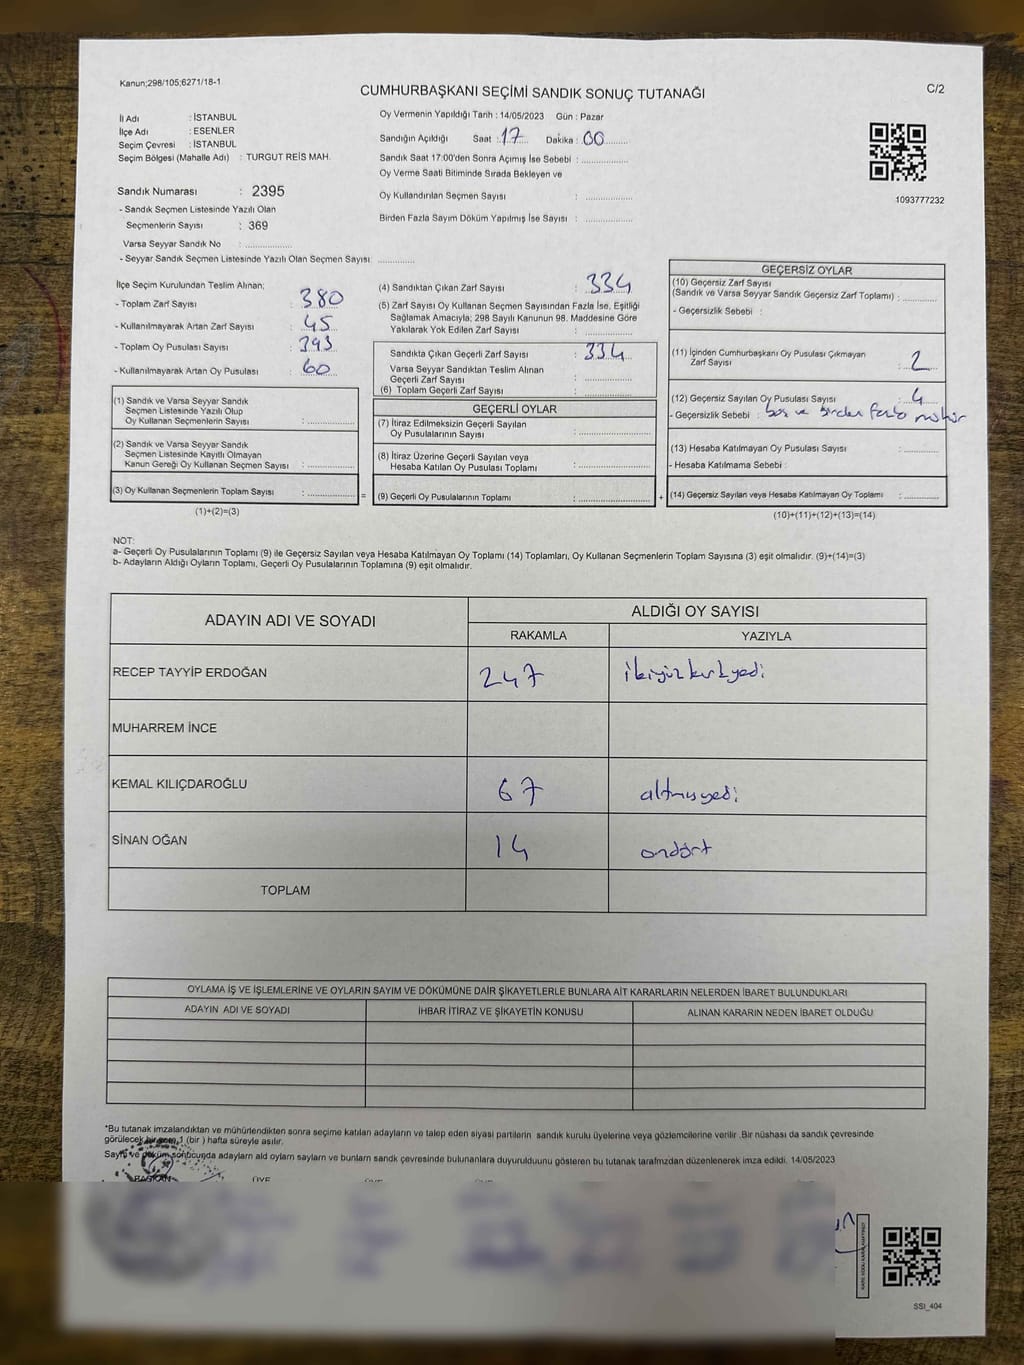 Kanun;298/105;6271/18-1
CUMHURBAŞKANI SEÇİMİ SANDIK SONUÇ TUTANAĞI
C/2
İl Adı : İSTANBUL
İlçe Adı : ESENLER
Seçim Çevresi : İSTANBUL
Seçim Bölgesi (Mahalle Adı) : TURGUT REİS MAH.
Sandık Numarası : 2395
- Sandık Seçmen Listesinde Yazılı Olan
Seçmenlerin Sayısı : 369
Varsa Seyyar Sandık No : ................
- Seyyar Sandık Seçmen Listesinde Yazılı Olan Seçmen Sayısı: ............
Oy Vermenin Yapıldığı Tarih : 14/05/2023 Gün : Pazar
Sandığın Açıldığı Saat : 17 Dakika : 00
Sandık Saat 17:00'den Sonra Açımış İse Sebebi : ................
Oy Verme Saati Bitiminde Sırada Bekleyen ve
Oy Kullandırılan Seçmen Sayısı : ................
Birden Fazla Sayım Döküm Yapılmış İse Sayısı : ................
1093777232
İlçe Seçim Kurulundan Teslim Alınan;
- Toplam Zarf Sayısı : 380
- Kullanılmayarak Artan Zarf Sayısı : 45
- Toplam Oy Pusulası Sayısı : 393
- Kullanılmayarak Artan Oy Pusulası : 60
(1) Sandık ve Varsa Seyyar Sandık
Seçmen Listesinde Yazılı Olup
Oy Kullanan Seçmenlerin Sayısı : ................
(2) Sandık ve Varsa Seyyar Sandık
Seçmen Listesinde Kayıtlı Olmayan
Kanun Gereği Oy Kullanan Seçmen Sayısı : ................
(3) Oy Kullanan Seçmenlerin Toplam Sayısı : ................
(1)+(2)=(3)
(4) Sandıktan Çıkan Zarf Sayısı : 334
(5) Zarf Sayısı Oy Kullanan Seçmen Sayısından Fazla İse, Eşitliği
Sağlamak Amacıyla; 298 Sayılı Kanunun 98. Maddesine Göre
Yakılarak Yok Edilen Zarf Sayısı : ................
Sandıkta Çıkan Geçerli Zarf Sayısı : 334
Varsa Seyyar Sandıktan Teslim Alınan
Geçerli Zarf Sayısı : ................
(6) Toplam Geçerli Zarf Sayısı : ................
GEÇERLİ OYLAR
(7) İtiraz Edilmeksizin Geçerli Sayılan
Oy Pusulalarının Sayısı : ................
(8) İtiraz Üzerine Geçerli Sayılan veya
Hesaba Katılan Oy Pusulası Toplamı : ................
= (9) Geçerli Oy Pusulalarının Toplamı : ................
GEÇERSİZ OYLAR
(10) Geçersiz Zarf Sayısı
(Sandık ve Varsa Seyyar Sandık Geçersiz Zarf Toplamı) : ............
- Geçersizlik Sebebi :
(11) İçinden Cumhurbaşkanı Oy Pusulası Çıkmayan
Zarf Sayısı : 2
(12) Geçersiz Sayılan Oy Pusulası Sayısı : 4
- Geçersizlik Sebebi : boş ve birden fazla mühür
(13) Hesaba Katılmayan Oy Pusulası Sayısı : ............
- Hesaba Katılmama Sebebi :
+ (14) Geçersiz Sayılan veya Hesaba Katılmayan Oy Toplamı : ............
(10)+(11)+(12)+(13)=(14)
NOT:
a- Geçerli Oy Pusulalarının Toplamı (9) ile Geçersiz Sayılan veya Hesaba Katılmayan Oy Toplamı (14) Toplamları, Oy Kullanan Seçmenlerin Toplam Sayısına (3) eşit olmalıdır. (9)+(14)=(3)
b- Adayların Aldığı Oyların Toplamı, Geçerli Oy Pusulalarının Toplamına (9) eşit olmalıdır.
ADAYIN ADI VE SOYADI ALDIĞI OY SAYISI
RAKAMLA YAZIYLA
RECEP TAYYİP ERDOĞAN 247 ikiyüzkırkyedi
MUHARREM İNCE
KEMAL KILIÇDAROĞLU 67 altmışyedi
SİNAN OĞAN 14 ondört
TOPLAM
OYLAMA İŞ VE İŞLEMLERİNE VE OYLARIN SAYIM VE DÖKÜMÜNE DAİR ŞİKAYETLERLE BUNLARA AİT KARARLARIN NELERDEN İBARET BULUNDUKLARI
ADAYIN ADI VE SOYADI İHBAR İTİRAZ VE ŞİKAYETİN KONUSU ALINAN KARARIN NEDEN İBARET OLDUĞU
*Bu tutanak imzalandıktan ve mühürlendikten sonra seçime katılan adayların ve talep eden siyasi partilerin sandık kurulu üyelerine veya gözlemcilerine verilir .Bir nüshası da sandık çevresinde
görülecek bir yere 1 (bir ) hafta süreyle asılır.
Sayım ve döküm sonucunda adayların ald oyların sayların ve bunların sandk çevresinde bulunanlara duyurulduunu gösteren bu tutanak tarafmzdan düzenlenerek imza edildi. 14/05/2023
BAŞKAN ÜYE ÜYE ÜYE
SSI_404